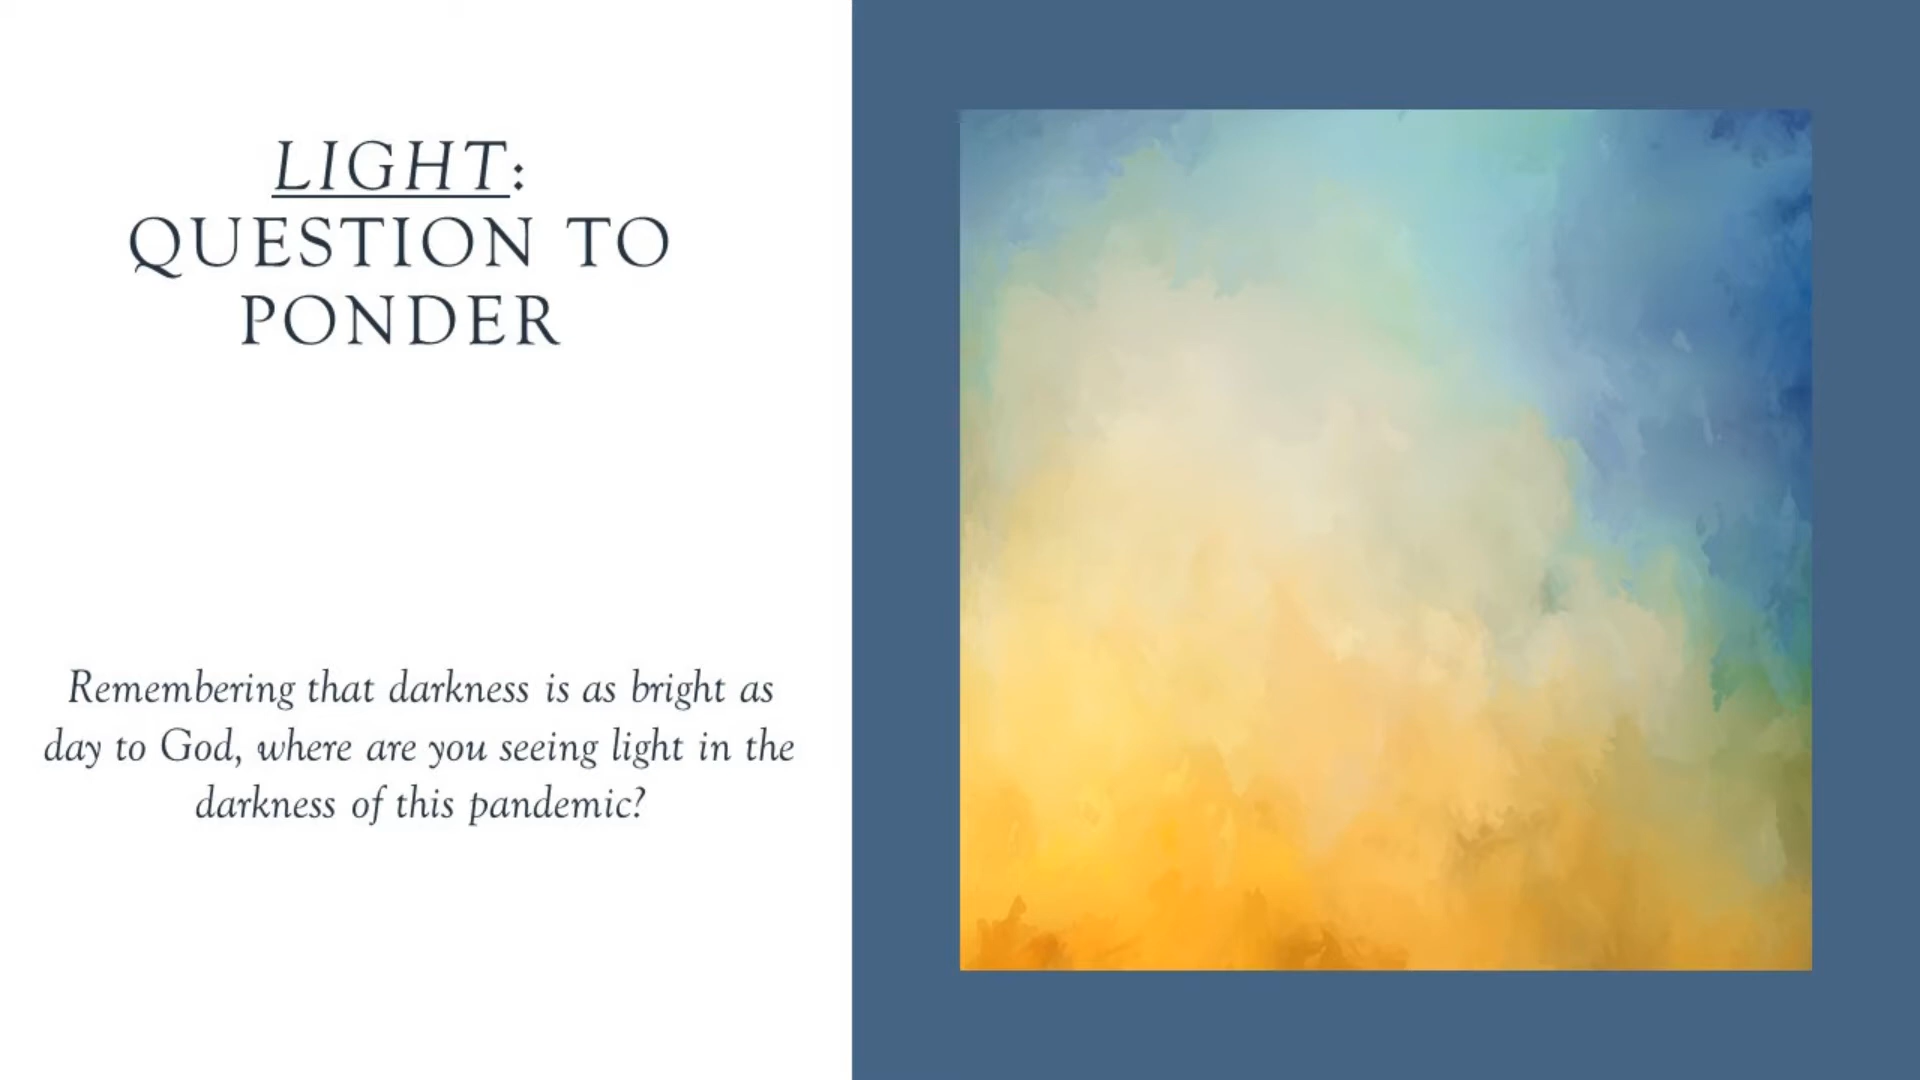 LIGHT:
QUESTION TO
PONDER
Remembering that darkness is as bright as
day to God, where are you seeing light in the
darkness of this pandemic?